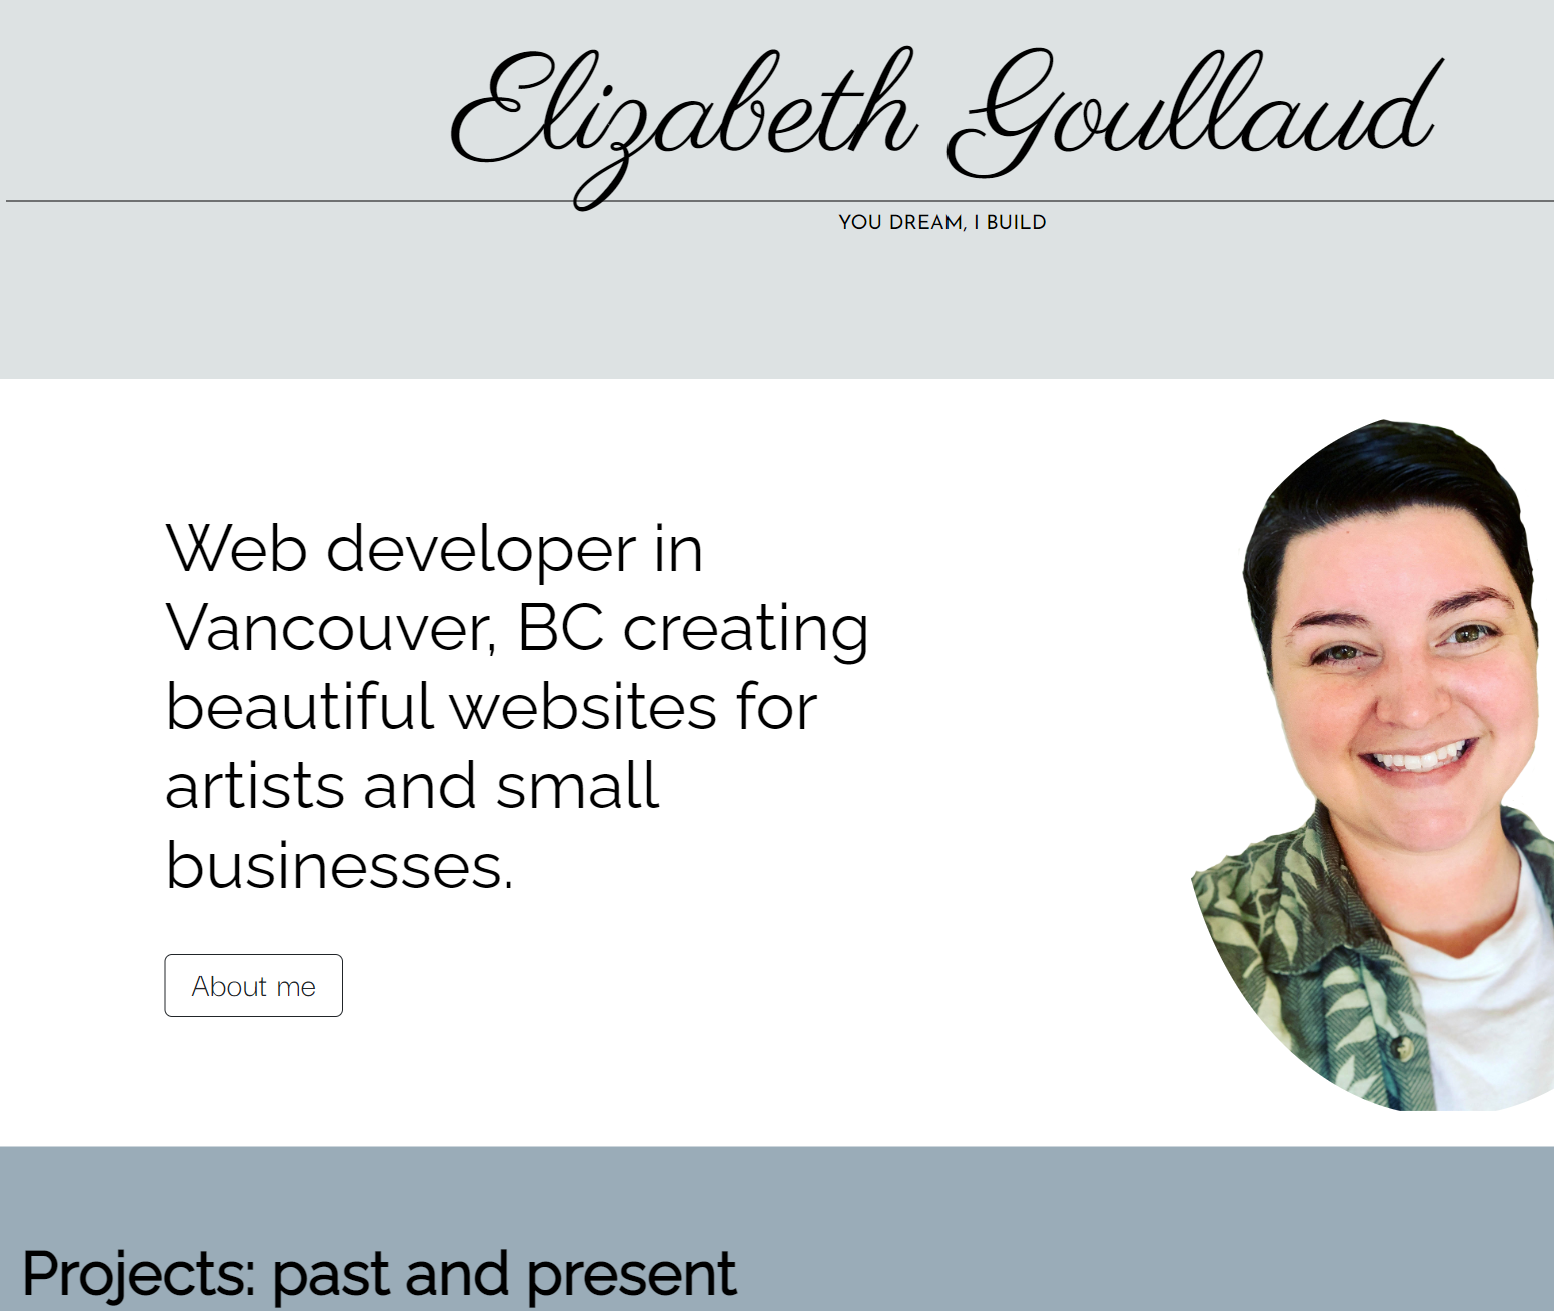 Elizabeth Goullaud
YOU DREAM, I BUILD
Web developer in
Vancouver, BC creating
beautiful websites for
artists and small
businesses.
About me
Projects: past and present